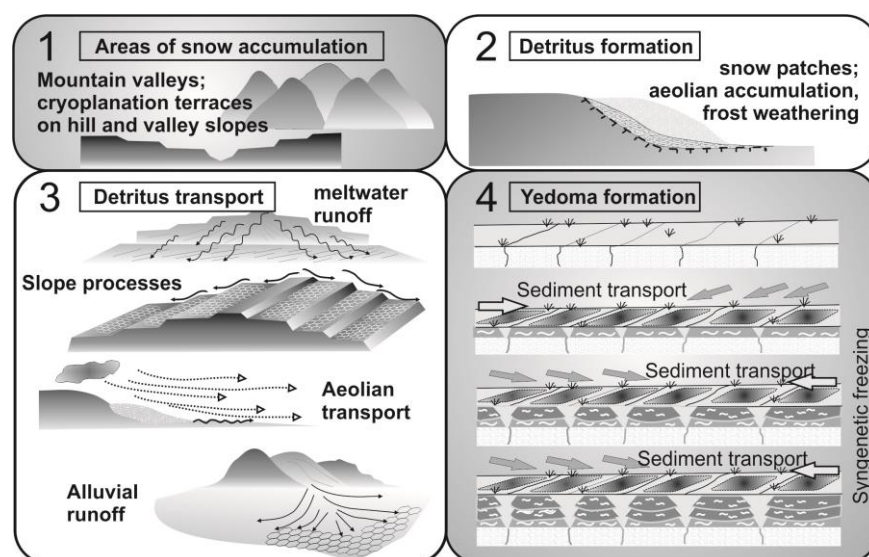 1 Areas of snow accumulation
Mountain valleys;
cryoplanation terraces
on hill and valley slopes
2 Detritus formation
snow patches;
aeolian accumulation,
frost weathering
3 Detritus transport
meltwater
runoff
Slope processes
Aeolian
transport
Alluvial
runoff
4 Yedoma formation
Sediment transport
Sediment transport
Sediment transport
Syngenetic freezing